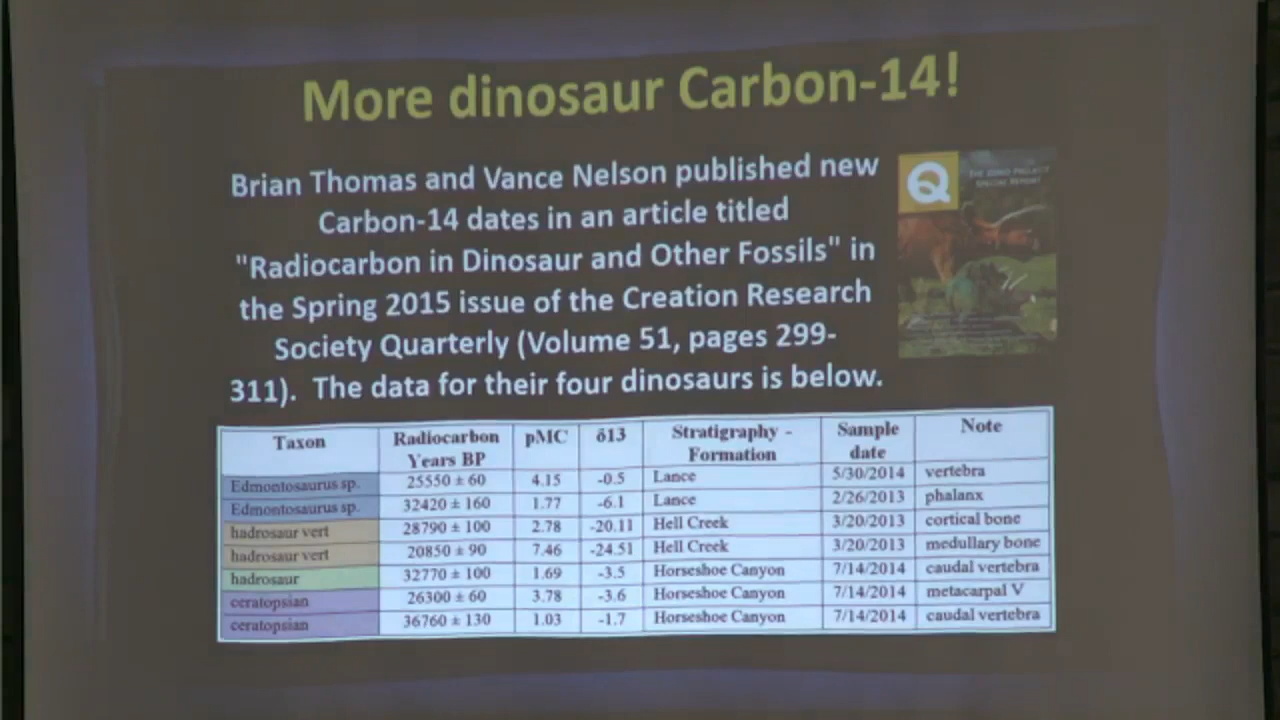 More dinosaur Carbon-14!
Brian Thomas and Vance Nelson published new
Carbon-14 dates in an article titled
"Radiocarbon in Dinosaur and Other Fossils" in
the Spring 2015 issue of the Creation Research
Society Quarterly (Volume 51, pages 299-
311). The data for their four dinosaurs is below.
Q
SPECIAL REPORT
Taxon Radiocarbon Years BP pMC δ13 Stratigraphy - Formation Sample date Note
Edmontosaurus sp. 25550 ± 60 4.15 -0.5 Lance 5/30/2014 vertebra
Edmontosaurus sp. 32420 ± 160 1.77 -6.1 Lance 2/26/2013 phalanx
hadrosaur vert 28790 ± 100 2.78 -20.11 Hell Creek 3/20/2013 cortical bone
hadrosaur vert 20850 ± 90 7.46 -24.51 Hell Creek 3/20/2013 medullary bone
hadrosaur 32770 ± 100 1.69 -3.5 Horseshoe Canyon 7/14/2014 caudal vertebra
ceratopsian 26300 ± 60 3.78 -3.6 Horseshoe Canyon 7/14/2014 metacarpal V
ceratopsian 36760 ± 130 1.03 -1.7 Horseshoe Canyon 7/14/2014 caudal vertebra